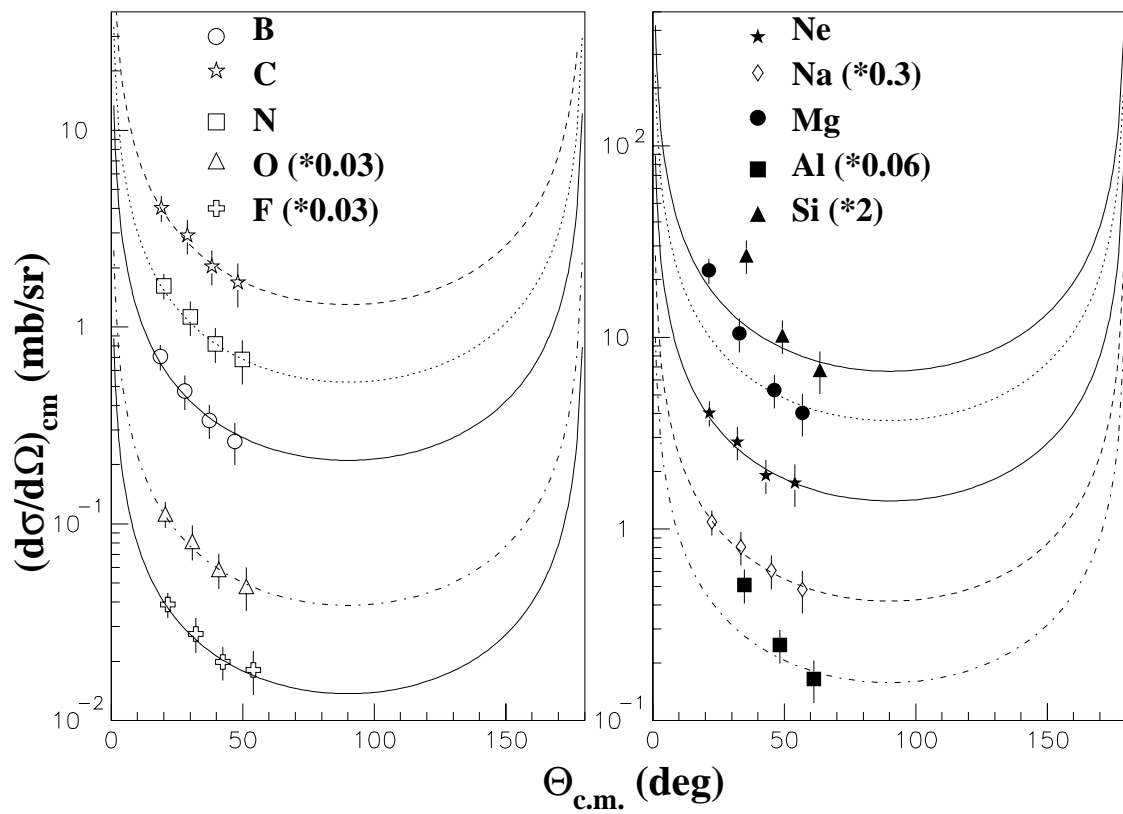 (dσ/dΩ)cm (mb/sr)
10
1
10⁻¹
10⁻²
B
C
N
O (*0.03)
F (*0.03)
0 50 100 150
10²
10
1
10⁻¹
Ne
Na (*0.3)
Mg
Al (*0.06)
Si (*2)
0 50 100 150
Θc.m. (deg)